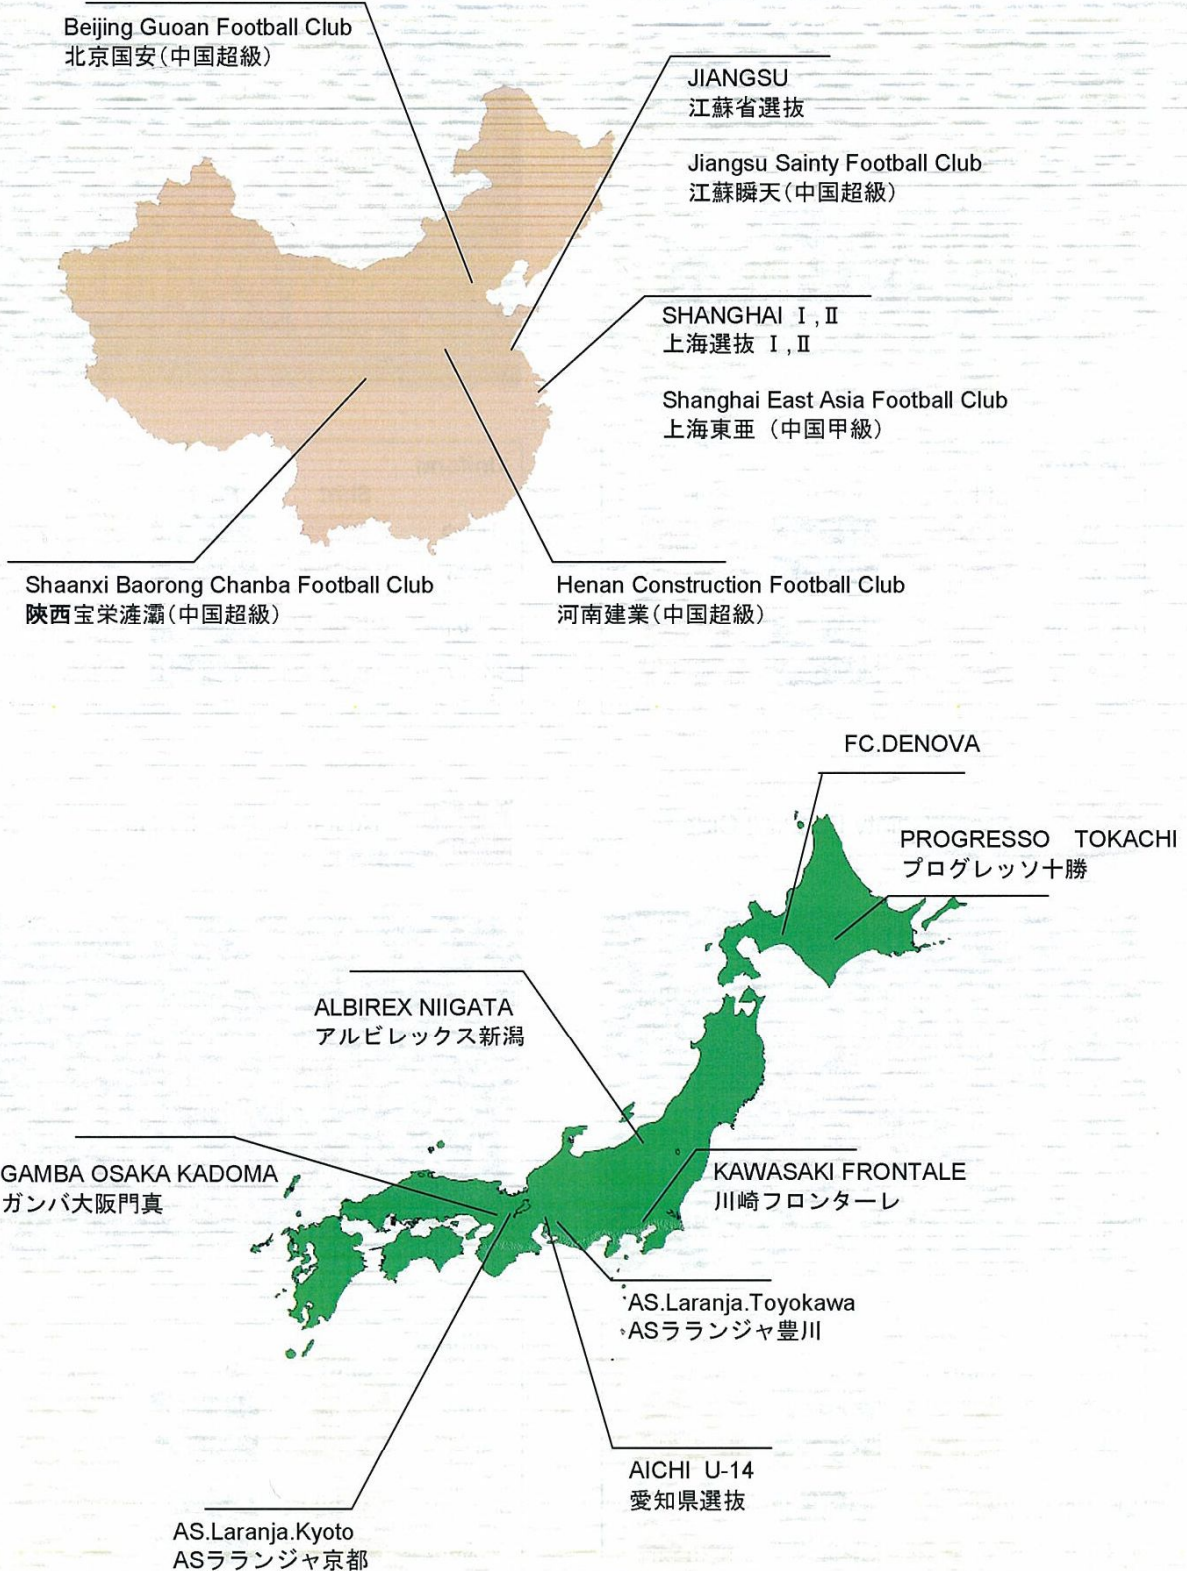 Beijing Guoan Football Club
北京国安(中国超級)
JIANGSU
江蘇省選抜
Jiangsu Sainty Football Club
江蘇瞬天(中国超級)
SHANGHAI Ⅰ,Ⅱ
上海選抜 Ⅰ,Ⅱ
Shanghai East Asia Football Club
上海東亜 (中国甲級)
Shaanxi Baorong Chanba Football Club
陝西宝栄滻灞(中国超級)
Henan Construction Football Club
河南建業(中国超級)
FC.DENOVA
PROGRESSO TOKACHI
プログレッソ十勝
ALBIREX NIIGATA
アルビレックス新潟
GAMBA OSAKA KADOMA
ガンバ大阪門真
KAWASAKI FRONTALE
川崎フロンターレ
AS.Laranja.Toyokawa
ASラランジャ豊川
AICHI U-14
愛知県選抜
AS.Laranja.Kyoto
ASラランジャ京都